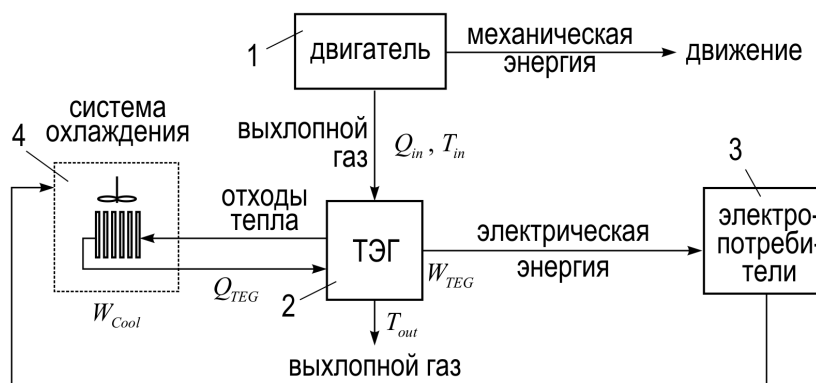 1
двигатель
механическая
энергия
движение
система
охлаждения
4
выхлопной
газ
Q_in , T_in
3
отходы
тепла
ТЭГ
электрическая
энергия
электро-
потреби-
тели
Q_TEG
2
W_TEG
W_Cool
T_out
выхлопной газ